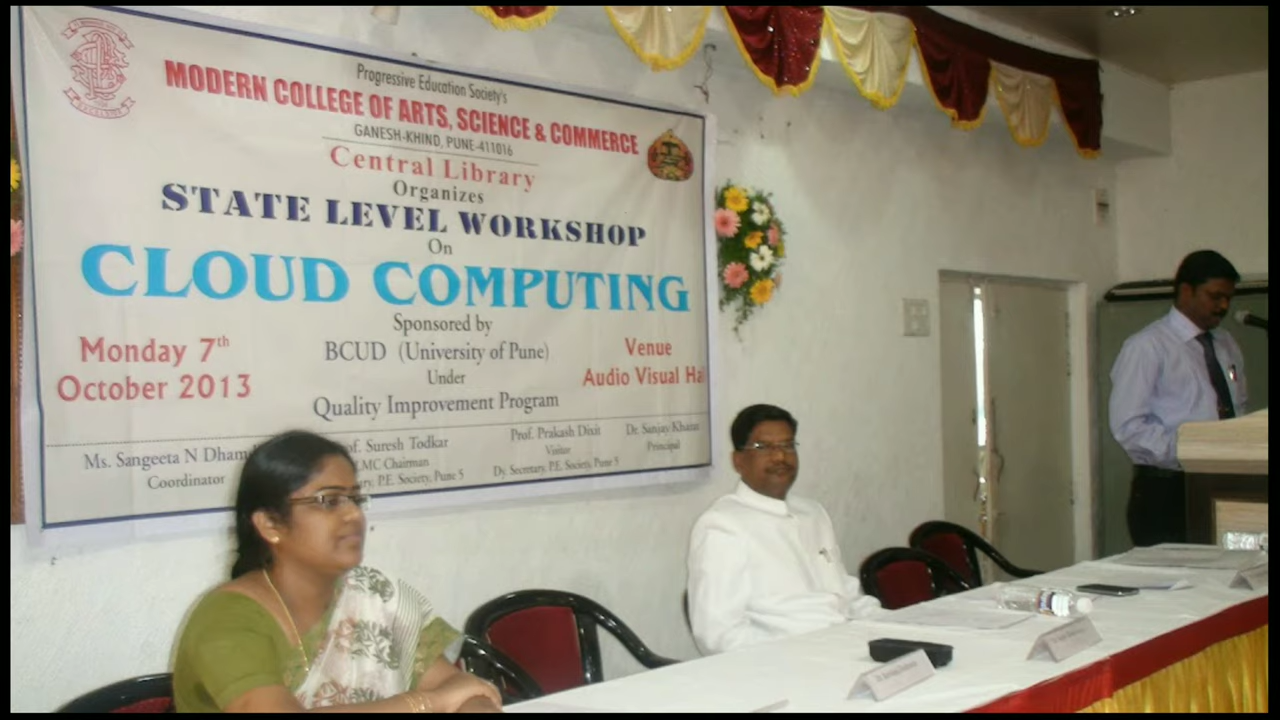 Progressive Education Society's
MODERN COLLEGE OF ARTS, SCIENCE & COMMERCE
GANESH-KHIND, PUNE-411016
Central Library
Organizes
STATE LEVEL WORKSHOP
On
CLOUD COMPUTING
Sponsored by
Monday 7th
October 2013
BCUD (University of Pune)
Under
Quality Improvement Program
Venue
Audio Visual Ha
Ms. Sangeeta N Dham
Coordinator
of. Suresh Todkar
LMC Chairman
ry, P.E. Society, Pune 5
Prof. Prakash Dixit
Visitor
Dy. Secretary, P.E. Society, Pune 5
Dr. Sanjay Kharat
Principal